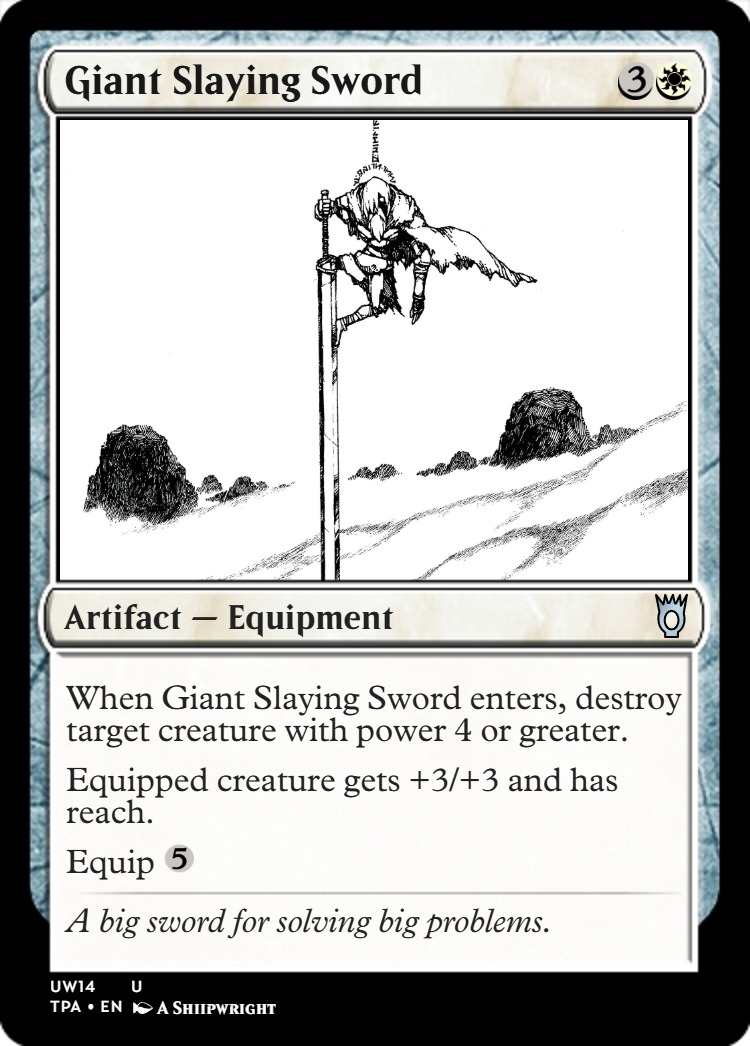 Giant Slaying Sword 3
Artifact — Equipment
When Giant Slaying Sword enters, destroy
target creature with power 4 or greater.
Equipped creature gets +3/+3 and has
reach.
Equip 5
A big sword for solving big problems.
UW14 U
TPA • EN A Shiipwright